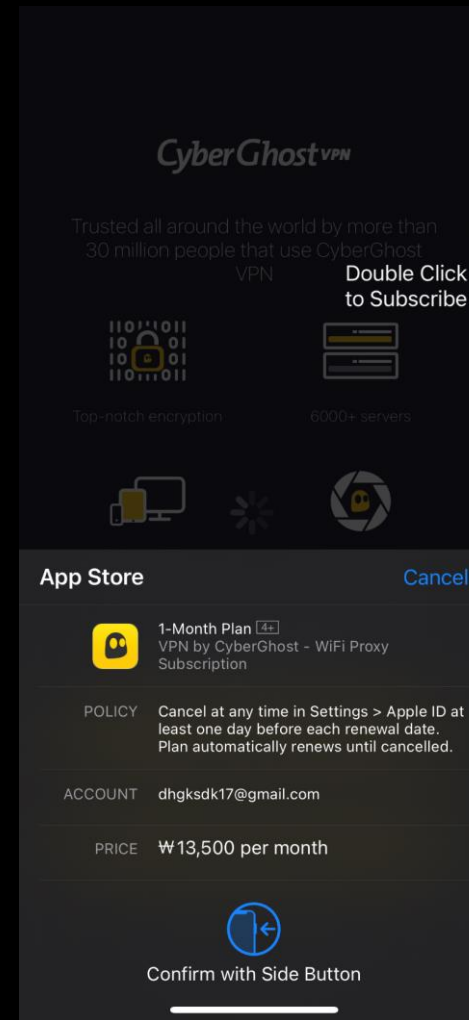 CyberGhost VPN
Trusted all around the world by more than
30 million people that use CyberGhost
VPN
Double Click
to Subscribe
Top-notch encryption
6000+ servers
App Store
Cancel
1-Month Plan 4+
VPN by CyberGhost - WiFi Proxy
Subscription
POLICY
Cancel at any time in Settings > Apple ID at
least one day before each renewal date.
Plan automatically renews until cancelled.
ACCOUNT
dhgksdk17@gmail.com
PRICE
₩13,500 per month
Confirm with Side Button